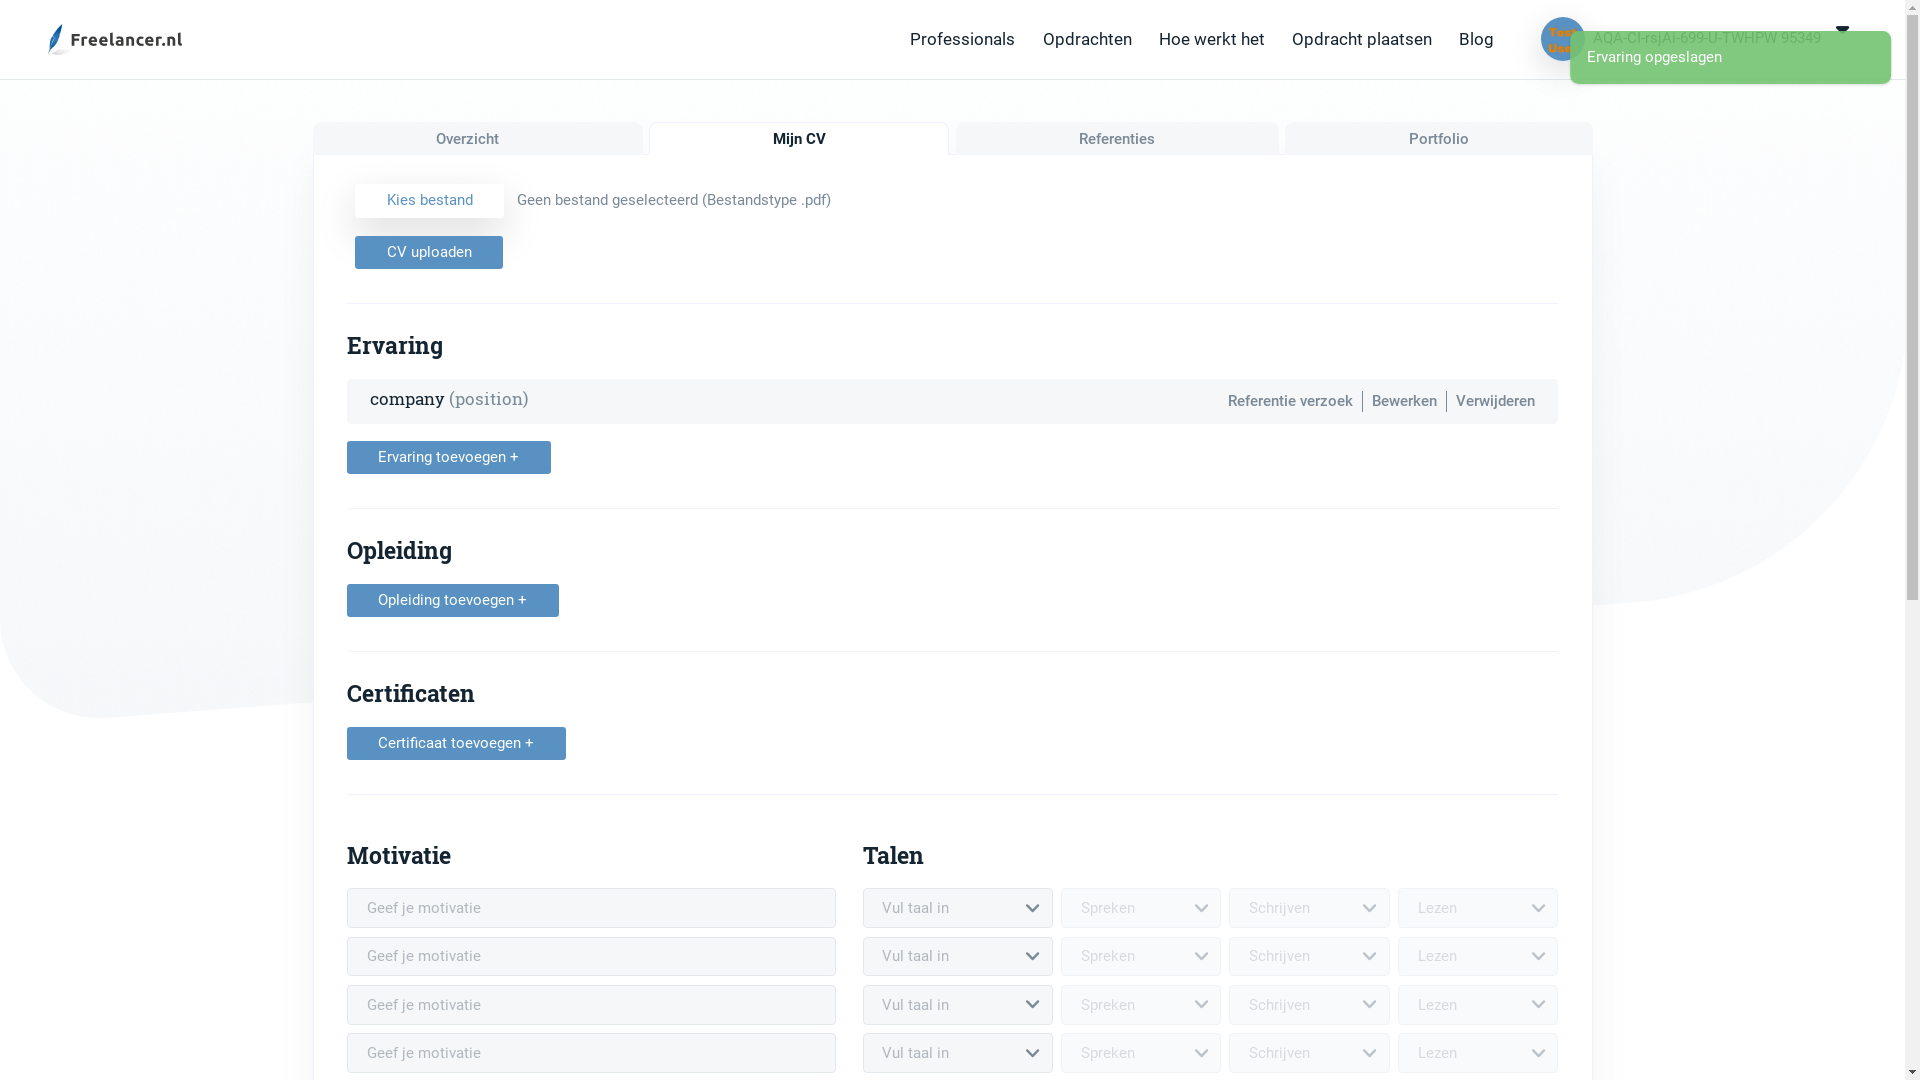 Freelancer.nl
Professionals Opdrachten Hoe werkt het Opdracht plaatsen Blog
Test User
AQA-CI-rsjAi-699-U-TWHPW 95349
Ervaring opgeslagen
Overzicht Mijn CV Referenties Portfolio
Kies bestand Geen bestand geselecteerd (Bestandstype .pdf)
CV uploaden
Ervaring
company (position) Referentie verzoek Bewerken Verwijderen
Ervaring toevoegen +
Opleiding
Opleiding toevoegen +
Certificaten
Certificaat toevoegen +
Motivatie Talen
Geef je motivatie Vul taal in Spreken Schrijven Lezen
Geef je motivatie Vul taal in Spreken Schrijven Lezen
Geef je motivatie Vul taal in Spreken Schrijven Lezen
Geef je motivatie Vul taal in Spreken Schrijven Lezen